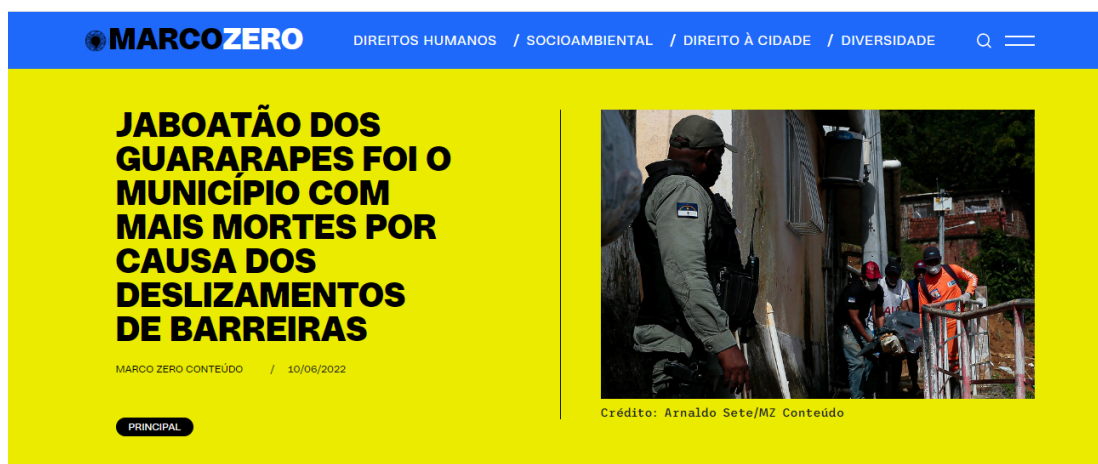 MARCOZERO
DIREITOS HUMANOS / SOCIOAMBIENTAL / DIREITO À CIDADE / DIVERSIDADE
JABOATÃO DOS
GUARARAPES FOI O
MUNICÍPIO COM
MAIS MORTES POR
CAUSA DOS
DESLIZAMENTOS
DE BARREIRAS
MARCO ZERO CONTEÚDO / 10/06/2022
PRINCIPAL
Crédito: Arnaldo Sete/MZ Conteúdo